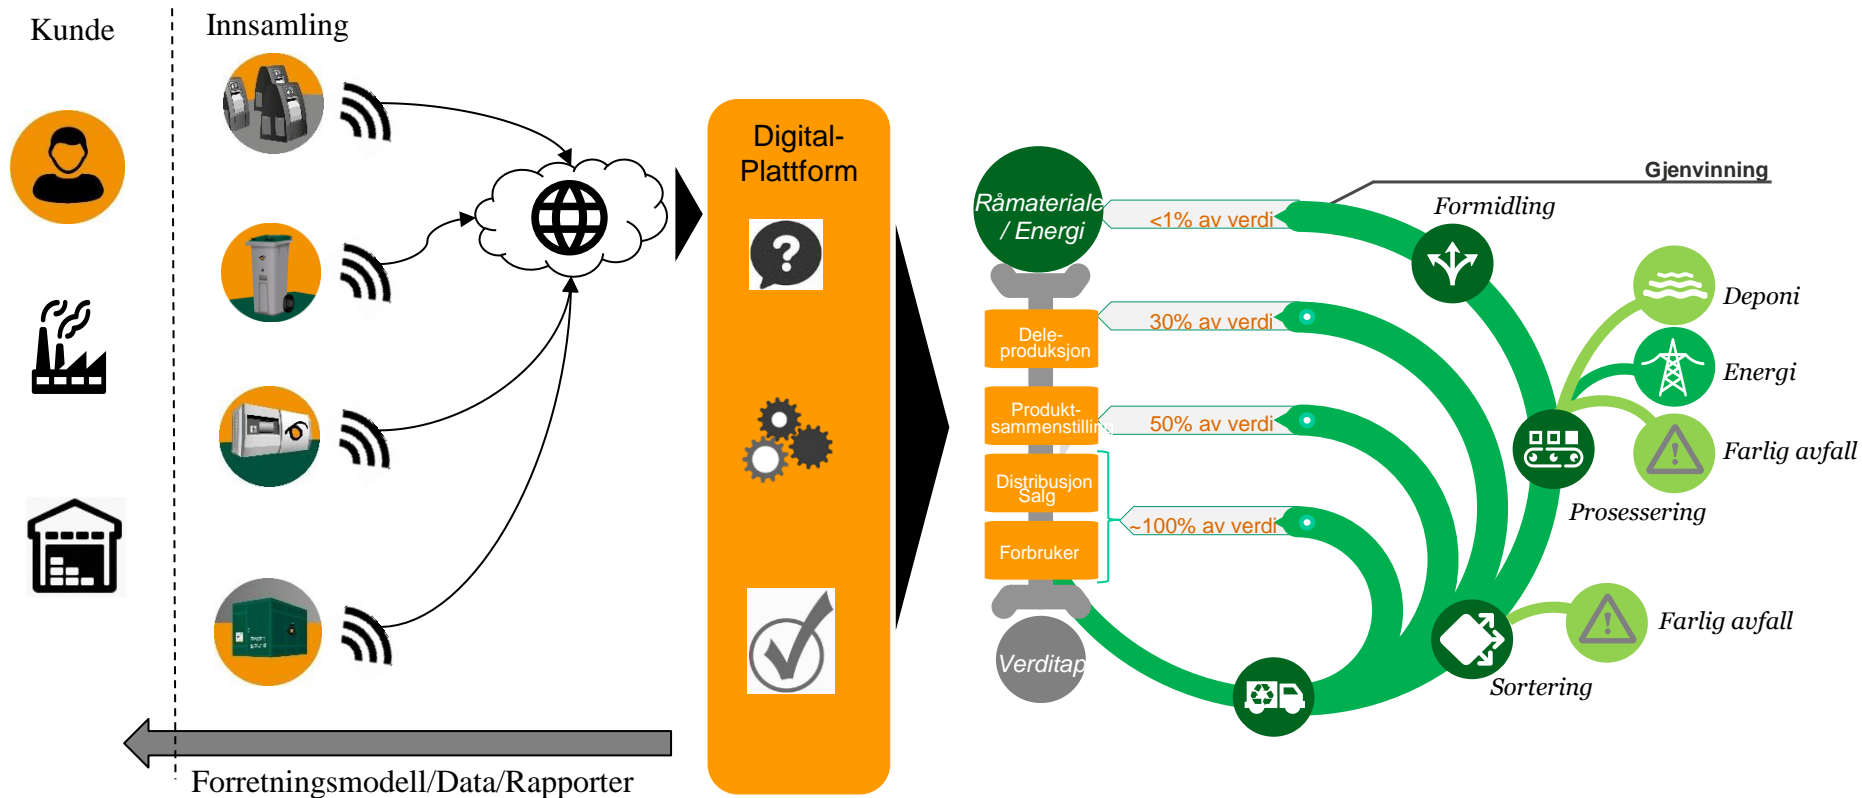 Kunde
Innsamling
Digital-
Plattform
Råmateriale
/ Energi
<1% av verdi
Gjenvinning
Formidling
Deponi
Dele-
produksjon
30% av verdi
Energi
Produkt-
sammenstilling
50% av verdi
Farlig avfall
Distribusjon
Salg
Prosessering
~100% av verdi
Forbruker
Farlig avfall
Verditap
Sortering
Forretningsmodell/Data/Rapporter